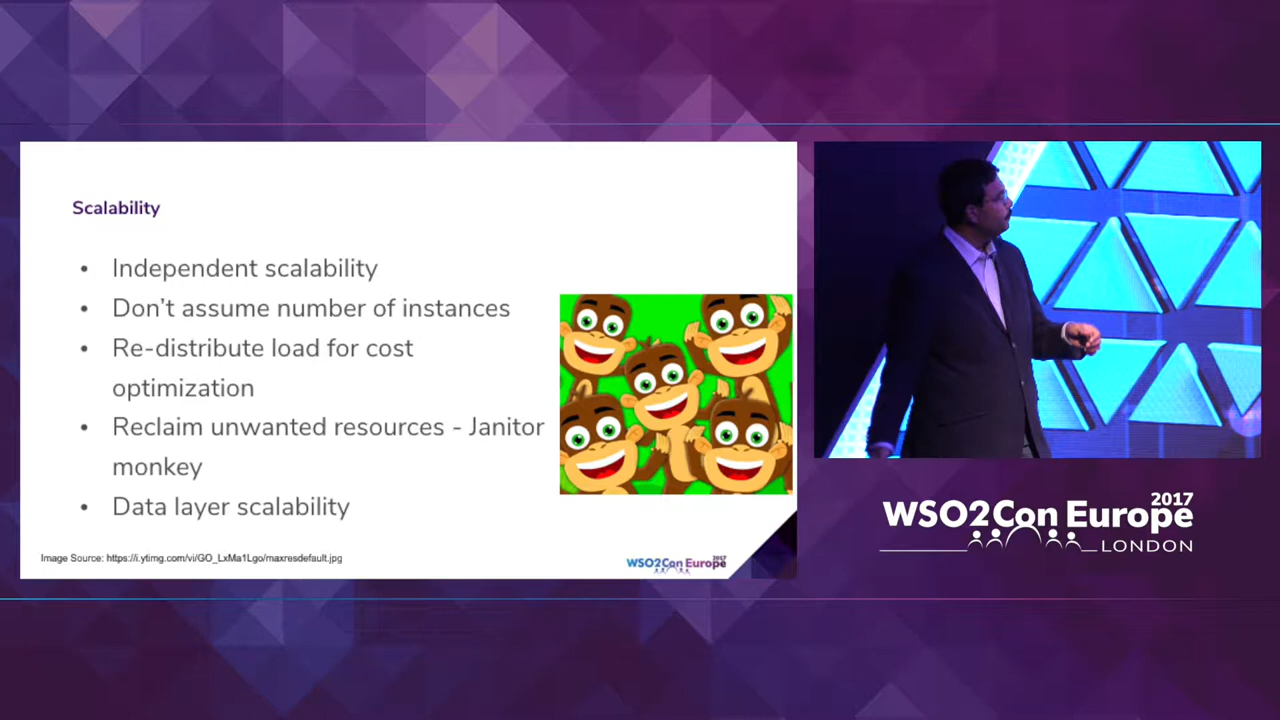 Scalability
• Independent scalability
• Don't assume number of instances
• Re-distribute load for cost
optimization
• Reclaim unwanted resources - Janitor
monkey
• Data layer scalability
Image Source: https://i.ytimg.com/vi/GO_LxMa1Lgo/maxresdefault.jpg
WSO2Con Europe 2017
WSO2Con Europe 2017
LONDON